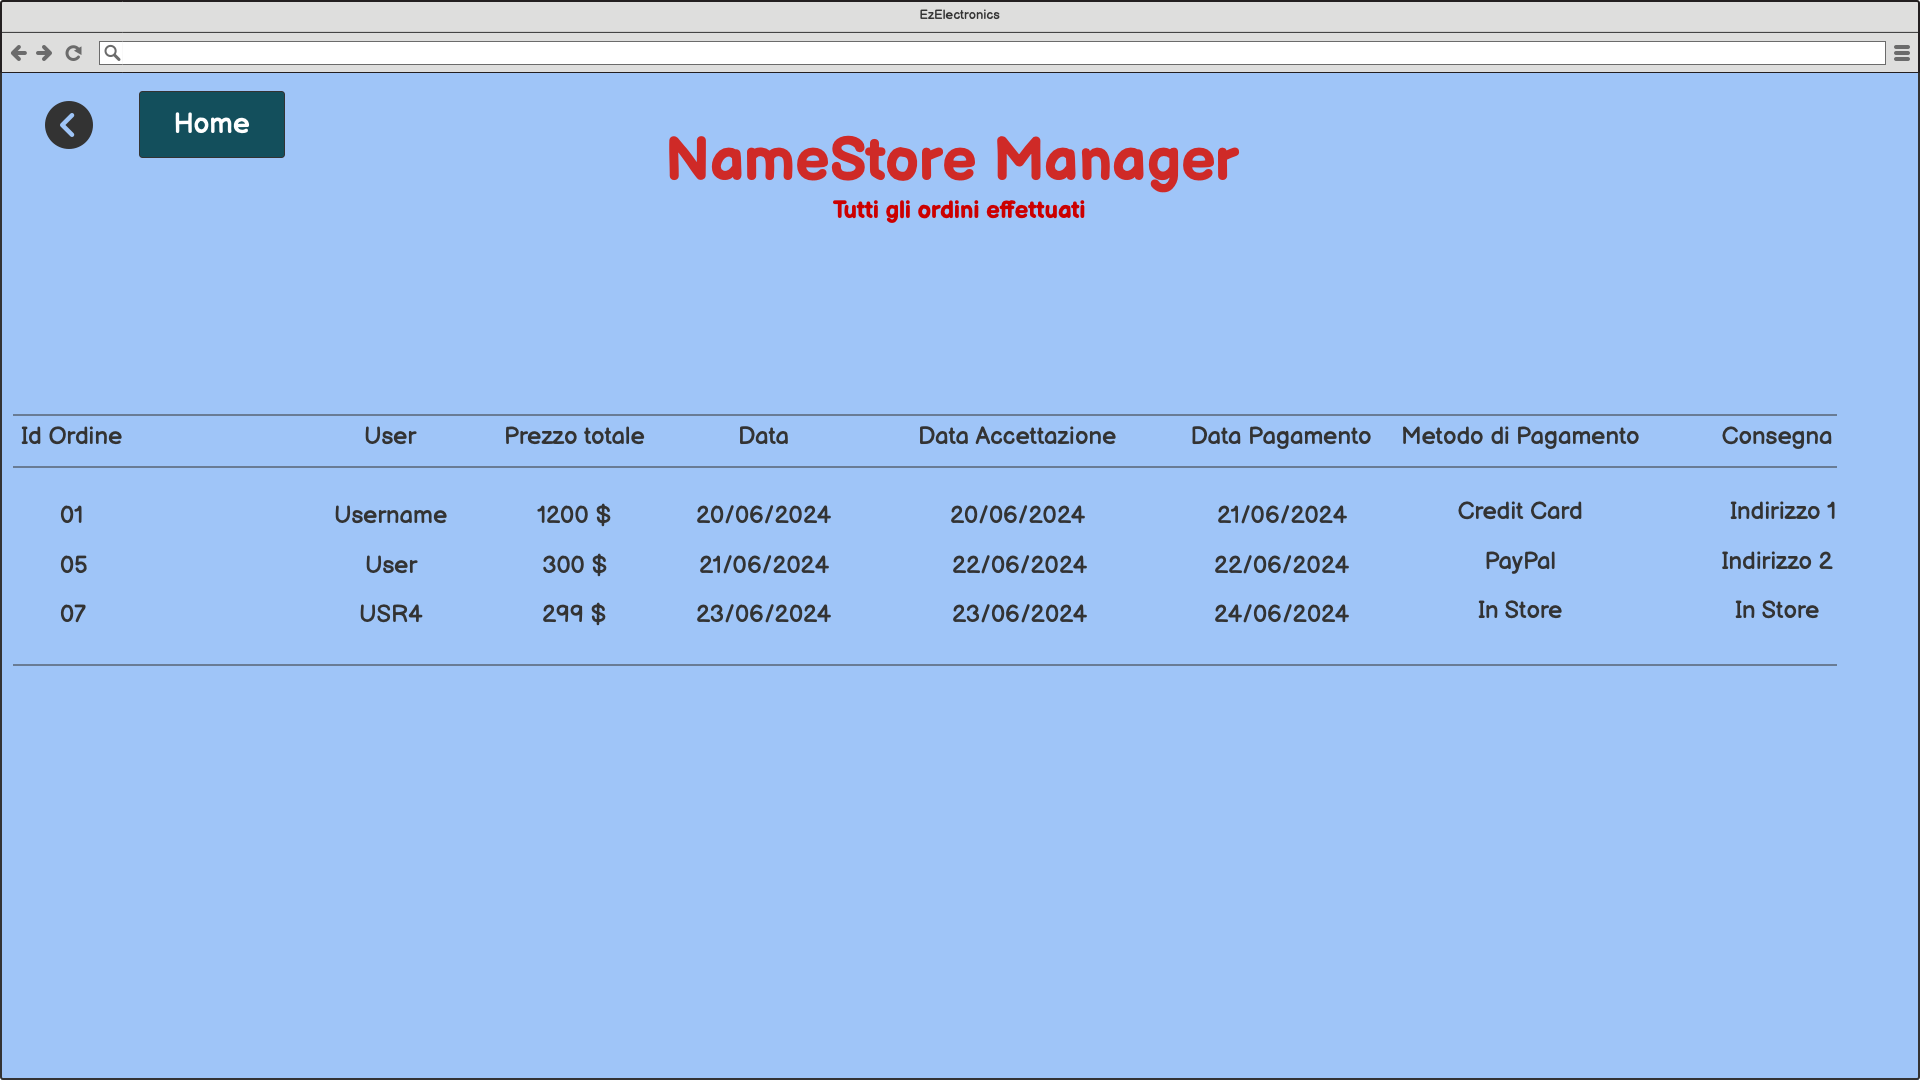 EzElectronics
Home
NameStore Manager
Tutti gli ordini effettuati
Id Ordine User Prezzo totale Data Data Accettazione Data Pagamento Metodo di Pagamento Consegna
01 Username 1200 $ 20/06/2024 20/06/2024 21/06/2024 Credit Card Indirizzo 1
05 User 300 $ 21/06/2024 22/06/2024 22/06/2024 PayPal Indirizzo 2
07 USR4 299 $ 23/06/2024 23/06/2024 24/06/2024 In Store In Store